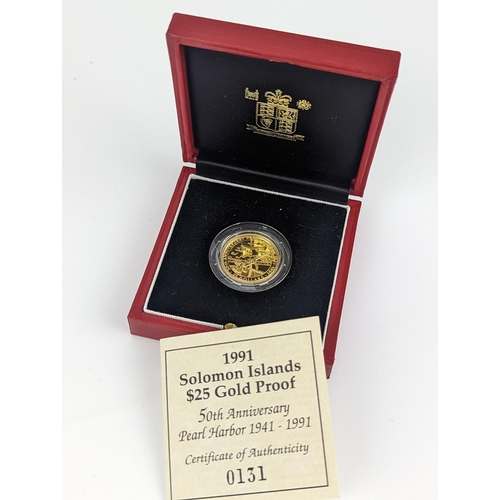 1991
Solomon Islands
$25 Gold Proof
50th Anniversary
Pearl Harbor 1941 - 1991
Certificate of Authenticity
0131